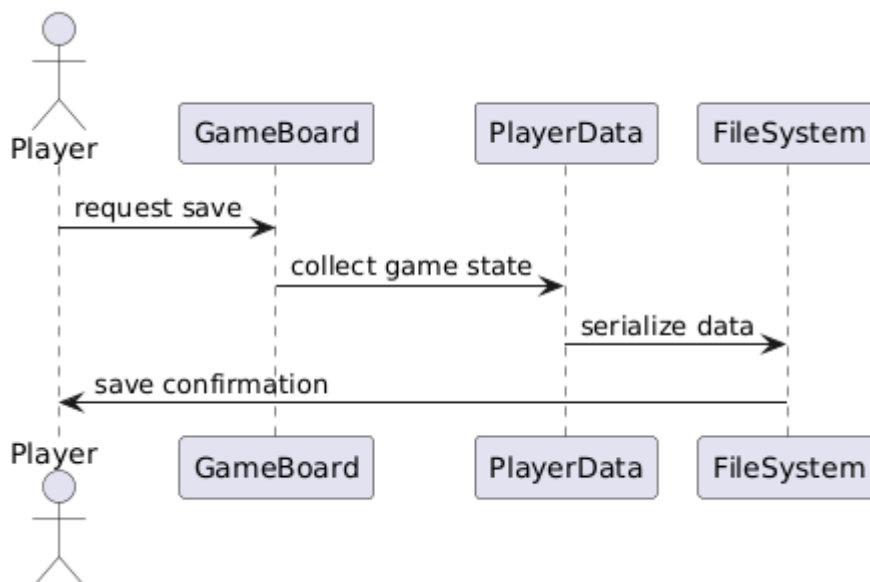 Player
GameBoard
PlayerData
FileSystem
request save
collect game state
serialize data
save confirmation
Player
GameBoard
PlayerData
FileSystem